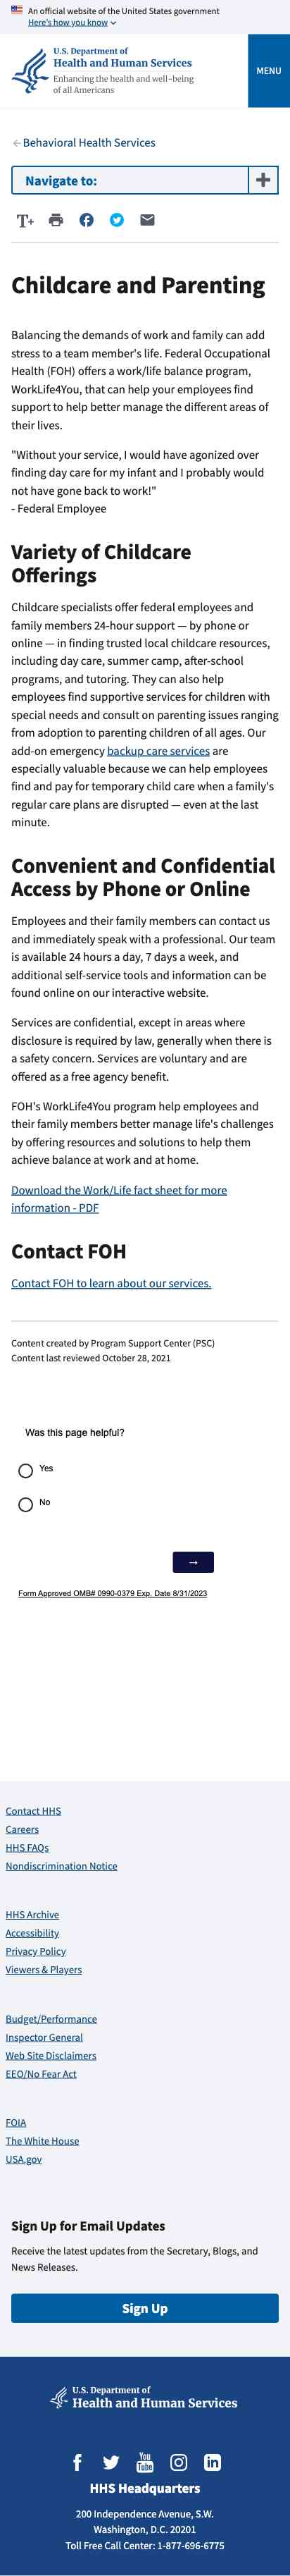 An official website of the United States government
Here's how you know
U.S. Department of
Health and Human Services
Enhancing the health and well-being
of all Americans
MENU
Behavioral Health Services
Navigate to:
T+
Childcare and Parenting
Balancing the demands of work and family can add
stress to a team member's life. Federal Occupational
Health (FOH) offers a work/life balance program,
WorkLife4You, that can help your employees find
support to help better manage the different areas of
their lives.
"Without your service, I would have agonized over
finding day care for my infant and I probably would
not have gone back to work!"
- Federal Employee
Variety of Childcare
Offerings
Childcare specialists offer federal employees and
family members 24-hour support — by phone or
online — in finding trusted local childcare resources,
including day care, summer camp, after-school
programs, and tutoring. They can also help
employees find supportive services for children with
special needs and consult on parenting issues ranging
from adoption to parenting children of all ages. Our
add-on emergency backup care services are
especially valuable because we can help employees
find and pay for temporary child care when a family's
regular care plans are disrupted — even at the last
minute.
Convenient and Confidential
Access by Phone or Online
Employees and their family members can contact us
and immediately speak with a professional. Our team
is available 24 hours a day, 7 days a week, and
additional self-service tools and information can be
found online on our interactive website.
Services are confidential, except in areas where
disclosure is required by law, generally when there is
a safety concern. Services are voluntary and are
offered as a free agency benefit.
FOH's WorkLife4You program help employees and
their family members better manage life's challenges
by offering resources and solutions to help them
achieve balance at work and at home.
Download the Work/Life fact sheet for more
information - PDF
Contact FOH
Contact FOH to learn about our services.
Content created by Program Support Center (PSC)
Content last reviewed October 28, 2021
Was this page helpful?
Yes
No
→
Form Approved OMB# 0990-0379 Exp. Date 8/31/2023
Contact HHS
Careers
HHS FAQs
Nondiscrimination Notice
HHS Archive
Accessibility
Privacy Policy
Viewers & Players
Budget/Performance
Inspector General
Web Site Disclaimers
EEO/No Fear Act
FOIA
The White House
USA.gov
Sign Up for Email Updates
Receive the latest updates from the Secretary, Blogs, and
News Releases.
Sign Up
U.S. Department of
Health and Human Services
You Tube
HHS Headquarters
200 Independence Avenue, S.W.
Washington, D.C. 20201
Toll Free Call Center: 1-877-696-6775